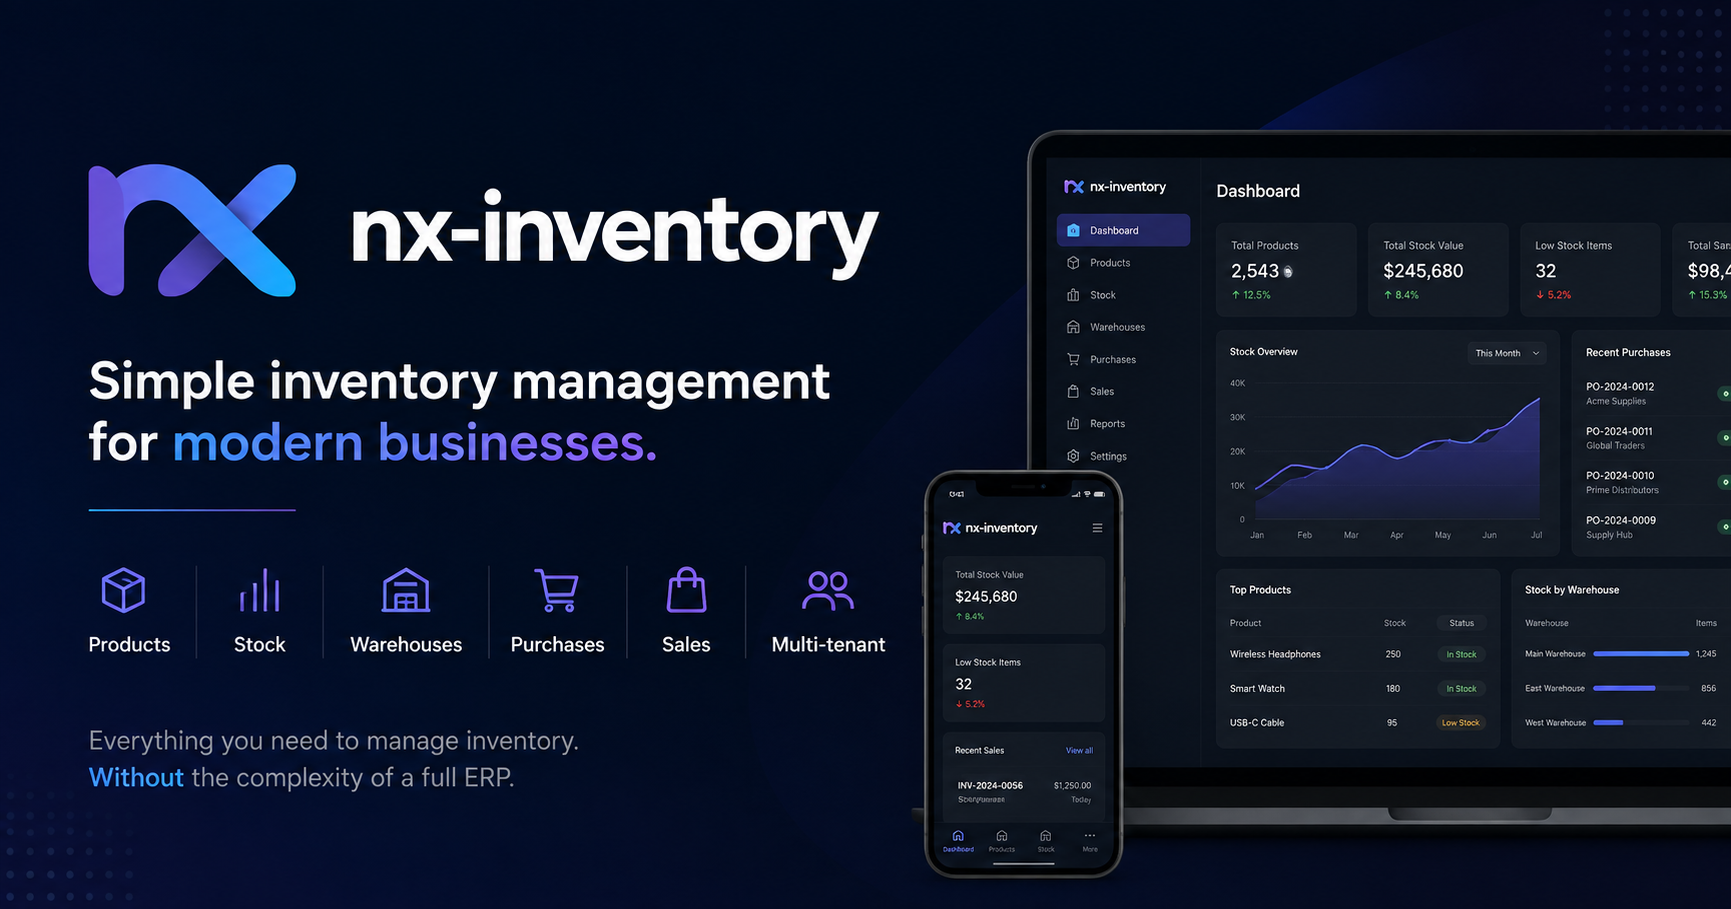 nx-inventory
Simple inventory management
for modern businesses.
Products
Stock
Warehouses
Purchases
Sales
Multi-tenant
Everything you need to manage inventory.
Without the complexity of a full ERP.
nx-inventory
Dashboard
Products
Stock
Warehouses
Purchases
Sales
Reports
Settings
Dashboard
Total Products
2,543
↑ 12.5%
Total Stock Value
$245,680
↑ 8.4%
Low Stock Items
32
↓ 5.2%
$98,4
↑ 15.3%
Stock Overview
This Month
40K
30K
20K
10K
0
Jan Feb Mar Apr May Jun Jul
Recent Purchases
PO-2024-0012
Acme Supplies
PO-2024-0011
Global Traders
PO-2024-0010
Prime Distributors
PO-2024-0009
Supply Hub
Top Products
Product Stock Status
Wireless Headphones 250 In Stock
Smart Watch 180 In Stock
USB-C Cable 95 Low Stock
Stock by Warehouse
Warehouse Items
Main Warehouse 1,245
East Warehouse 856
West Warehouse 442
nx-inventory
Total Stock Value
$245,680
↑ 8.4%
Low Stock Items
32
↓ 5.2%
Recent Sales View all
INV-2024-0056 $1,250.00
Today
Dashboard Products Stock More